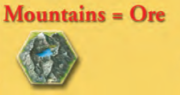 Mountains = Ore